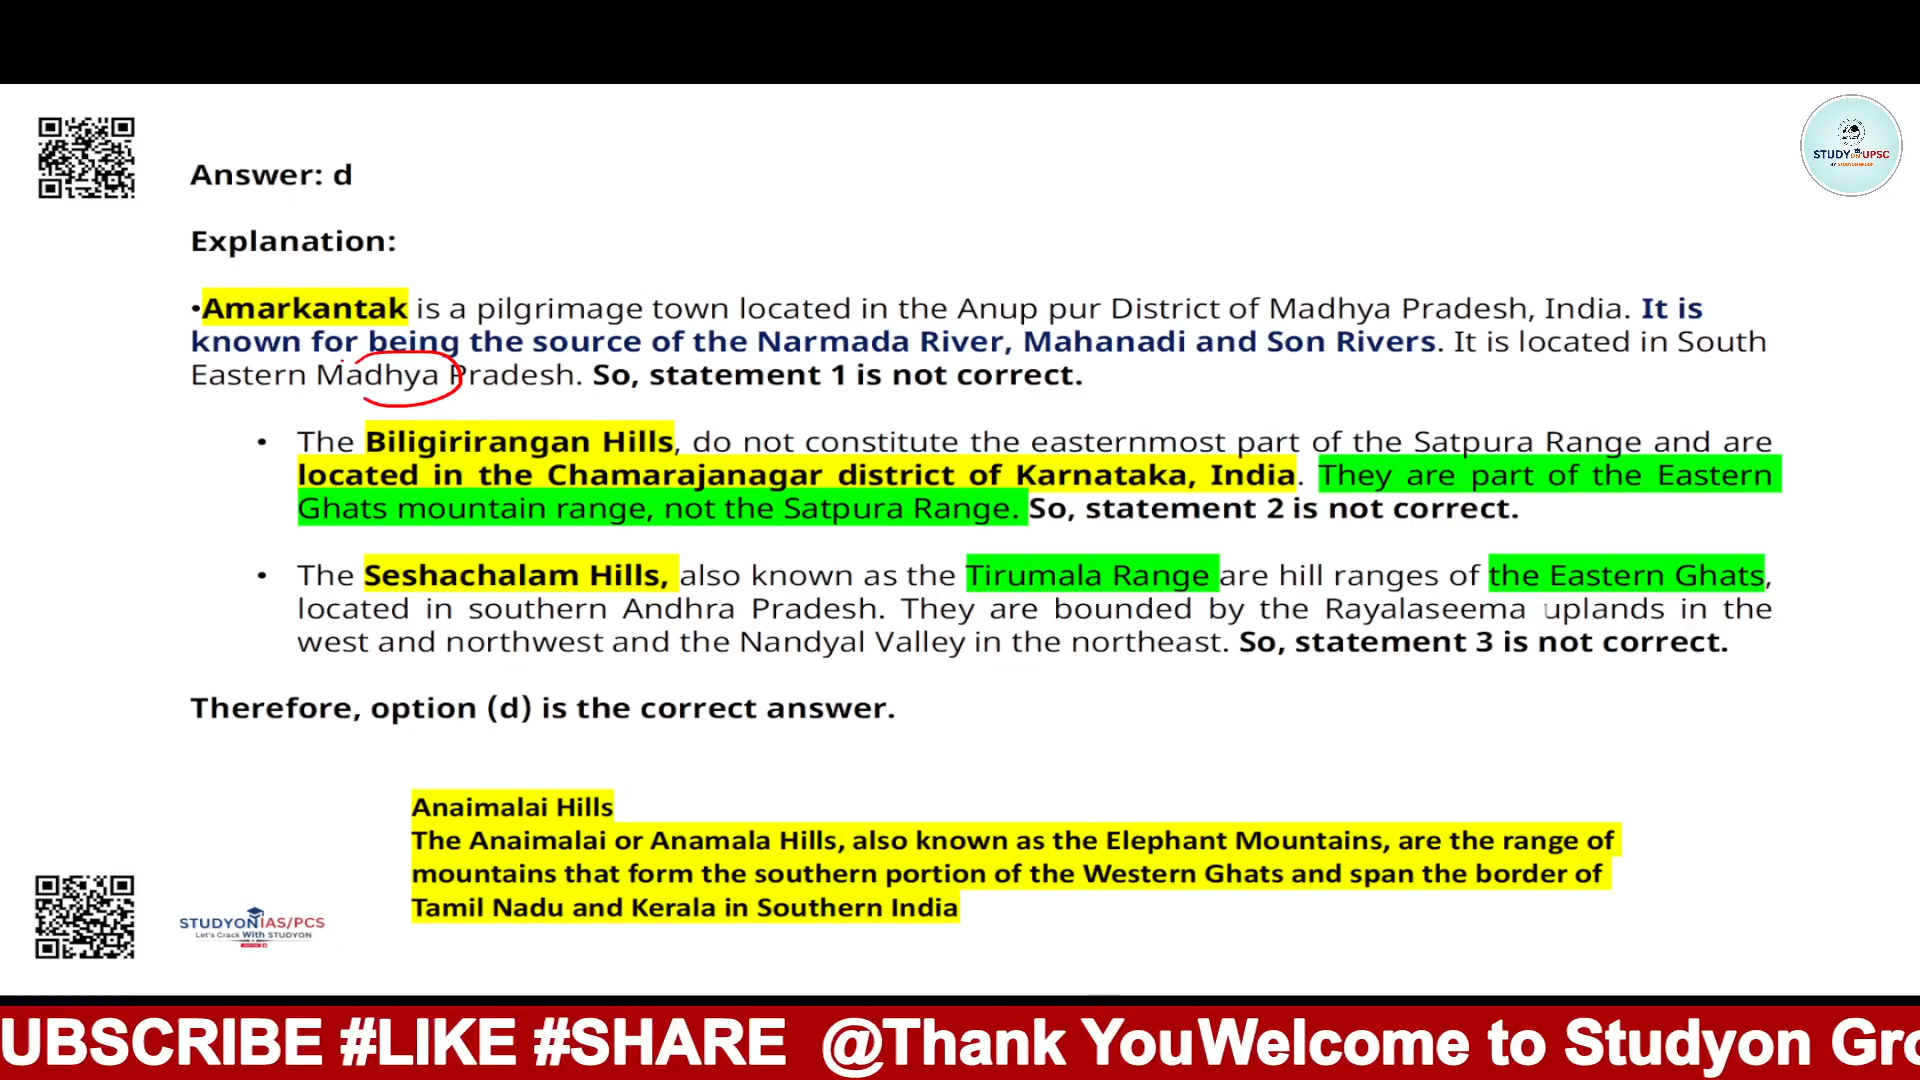 STUDYON UPSC
BY STUDYON GROUP
Answer: d
Explanation:
•Amarkantak is a pilgrimage town located in the Anup pur District of Madhya Pradesh, India. It is
known for being the source of the Narmada River, Mahanadi and Son Rivers. It is located in South
Eastern Madhya Pradesh. So, statement 1 is not correct.
• The Biligirirangan Hills, do not constitute the easternmost part of the Satpura Range and are
located in the Chamarajanagar district of Karnataka, India. They are part of the Eastern
Ghats mountain range, not the Satpura Range. So, statement 2 is not correct.
• The Seshachalam Hills, also known as the Tirumala Range are hill ranges of the Eastern Ghats,
located in southern Andhra Pradesh. They are bounded by the Rayalaseema uplands in the
west and northwest and the Nandyal Valley in the northeast. So, statement 3 is not correct.
Therefore, option (d) is the correct answer.
Anaimalai Hills
The Anaimalai or Anamala Hills, also known as the Elephant Mountains, are the range of
mountains that form the southern portion of the Western Ghats and span the border of
Tamil Nadu and Kerala in Southern India
STUDYON IAS/PCS
Let's Crack With STUDYON
UBSCRIBE #LIKE #SHARE @Thank YouWelcome to Studyon Gro